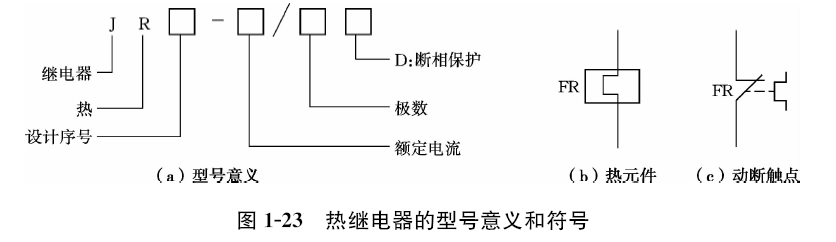 J R □ - □ / □ □
继电器
热
设计序号
D:断相保护
极数
额定电流
(a)型号意义
FR
(b)热元件
FR
(c)动断触点
图 1-23 热继电器的型号意义和符号